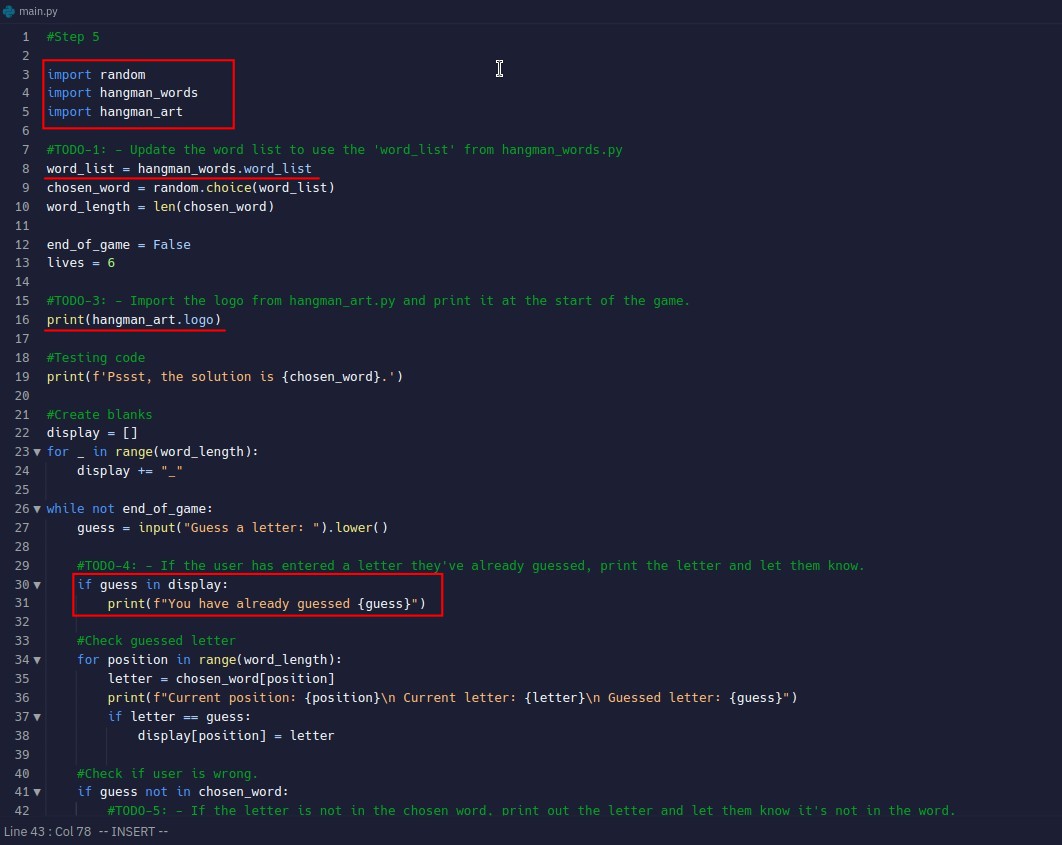 main.py
1 #Step 5
2
3 import random
4 import hangman_words
5 import hangman_art
6
7 #TODO-1: - Update the word list to use the 'word_list' from hangman_words.py
8 word_list = hangman_words.word_list
9 chosen_word = random.choice(word_list)
10 word_length = len(chosen_word)
11
12 end_of_game = False
13 lives = 6
14
15 #TODO-3: - Import the logo from hangman_art.py and print it at the start of the game.
16 print(hangman_art.logo)
17
18 #Testing code
19 print(f'Pssst, the solution is {chosen_word}.')
20
21 #Create blanks
22 display = []
23 for _ in range(word_length):
24     display += "_"
25
26 while not end_of_game:
27     guess = input("Guess a letter: ").lower()
28
29     #TODO-4: - If the user has entered a letter they've already guessed, print the letter and let them know.
30     if guess in display:
31         print(f"You have already guessed {guess}")
32
33     #Check guessed letter
34     for position in range(word_length):
35         letter = chosen_word[position]
36         print(f"Current position: {position}\n Current letter: {letter}\n Guessed letter: {guess}")
37         if letter == guess:
38             display[position] = letter
39
40     #Check if user is wrong.
41     if guess not in chosen_word:
42         #TODO-5: - If the letter is not in the chosen word, print out the letter and let them know it's not in the word.
Line 43 : Col 78 -- INSERT --